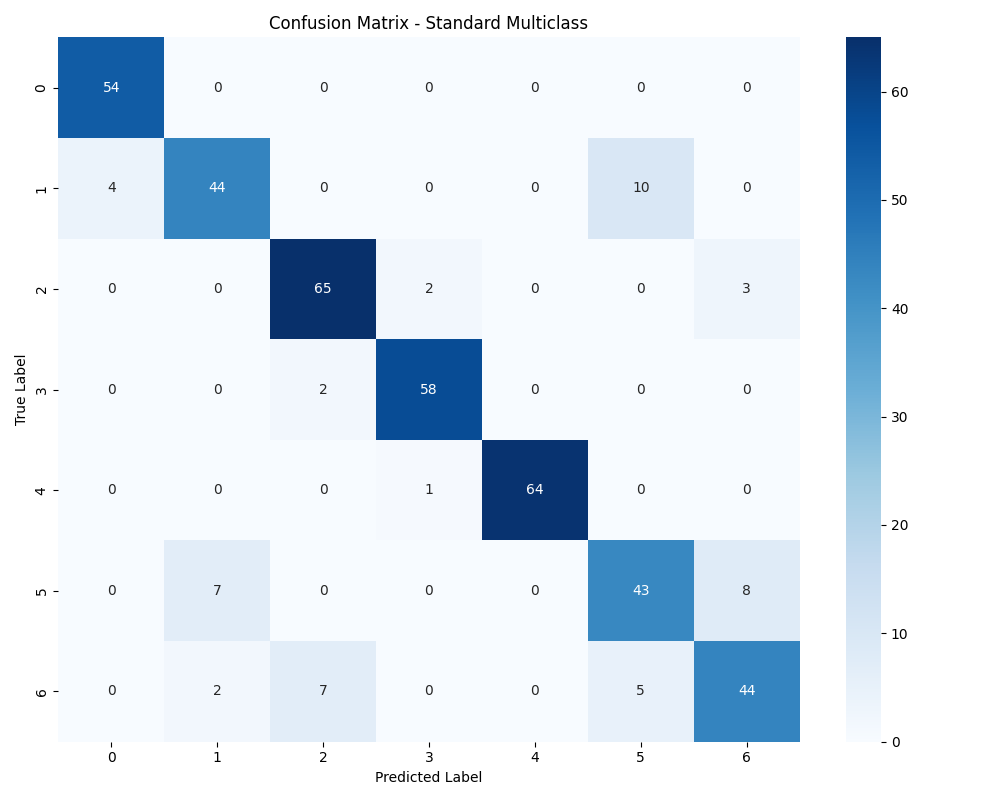 Confusion Matrix - Standard Multiclass
0 54 0 0 0 0 0 0
1 4 44 0 0 0 10 0
2 0 0 65 2 0 0 3
3 0 0 2 58 0 0 0
4 0 0 0 1 64 0 0
5 0 7 0 0 0 43 8
6 0 2 7 0 0 5 44
0 1 2 3 4 5 6
True Label
Predicted Label
60
50
40
30
20
10
0